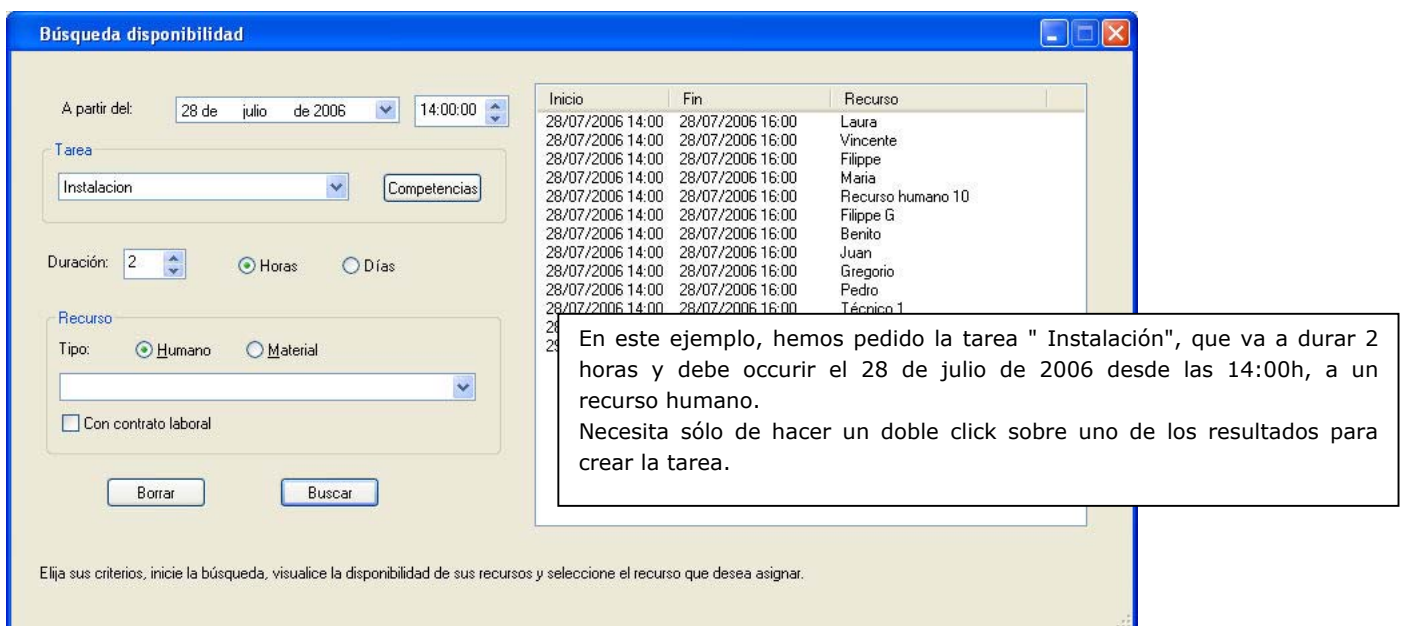 Búsqueda disponibilidad
A partir del: 28 de julio de 2006 14:00:00
Tarea
Instalacion Competencias
Duración: 2 Horas Días
Recurso
Tipo: Humano Material
Con contrato laboral
Borrar Buscar
Inicio Fin Recurso
28/07/2006 14:00 28/07/2006 16:00 Laura
28/07/2006 14:00 28/07/2006 16:00 Vincente
28/07/2006 14:00 28/07/2006 16:00 Filippe
28/07/2006 14:00 28/07/2006 16:00 Maria
28/07/2006 14:00 28/07/2006 16:00 Recurso humano 10
28/07/2006 14:00 28/07/2006 16:00 Filippe G
28/07/2006 14:00 28/07/2006 16:00 Benito
28/07/2006 14:00 28/07/2006 16:00 Juan
28/07/2006 14:00 28/07/2006 16:00 Gregorio
28/07/2006 14:00 28/07/2006 16:00 Pedro
28/07/2006 14:00 28/07/2006 16:00 Técnico 1
En este ejemplo, hemos pedido la tarea " Instalación", que va a durar 2
horas y debe occurir el 28 de julio de 2006 desde las 14:00h, a un
recurso humano.
Necesita sólo de hacer un doble click sobre uno de los resultados para
crear la tarea.
Elija sus criterios, inicie la búsqueda, visualice la disponibilidad de sus recursos y seleccione el recurso que desea asignar.